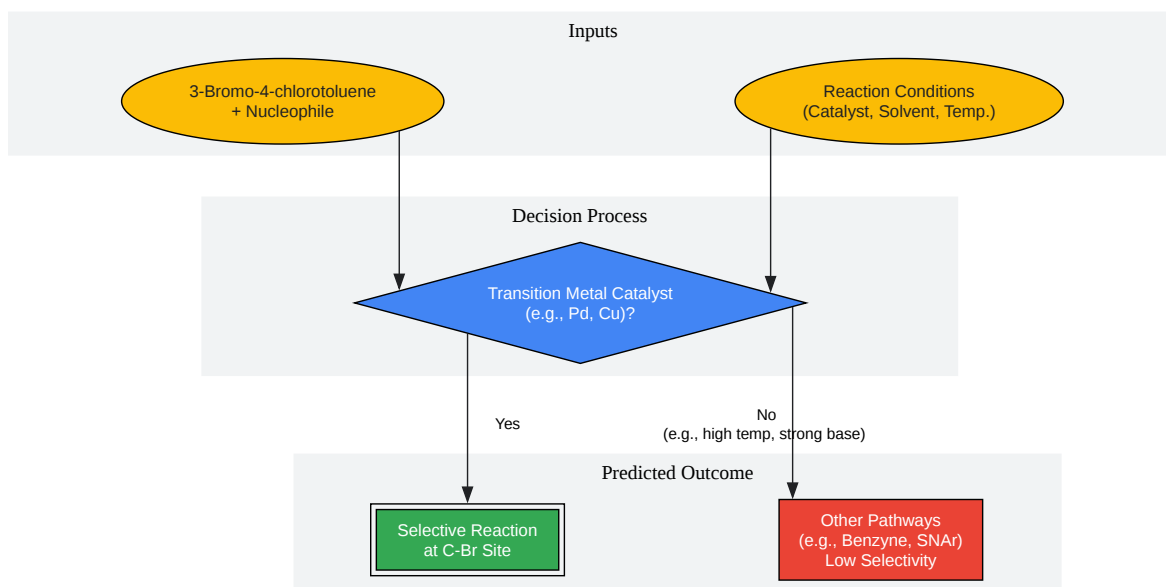 Inputs
3-Bromo-4-chlorotoluene
+ Nucleophile
Reaction Conditions
(Catalyst, Solvent, Temp.)
Decision Process
Transition Metal Catalyst
(e.g., Pd, Cu)?
Yes
No
(e.g., high temp, strong base)
Predicted Outcome
Selective Reaction
at C-Br Site
Other Pathways
(e.g., Benzyne, SNAr)
Low Selectivity